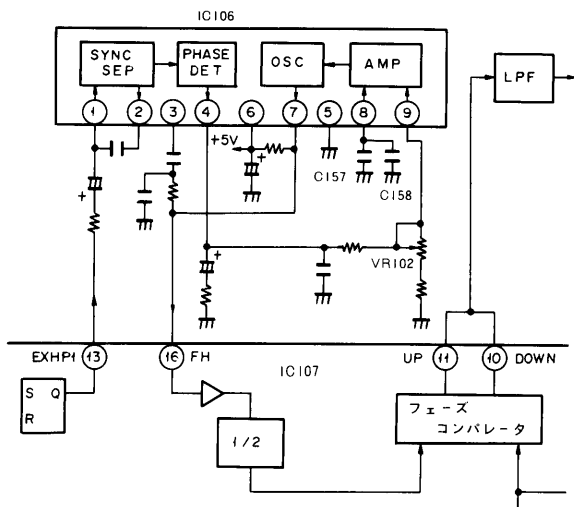 IC106
SYNC
SEP
PHASE
DET
OSC
AMP
LPF
1 2 3 4 6 7 5 8 9
+5V
+
+
C157
C158
+
VR102
EXHP1 13
16 FH
IC107
UP 11
10 DOWN
S Q
R
1/2
フェーズ
コンパレータ